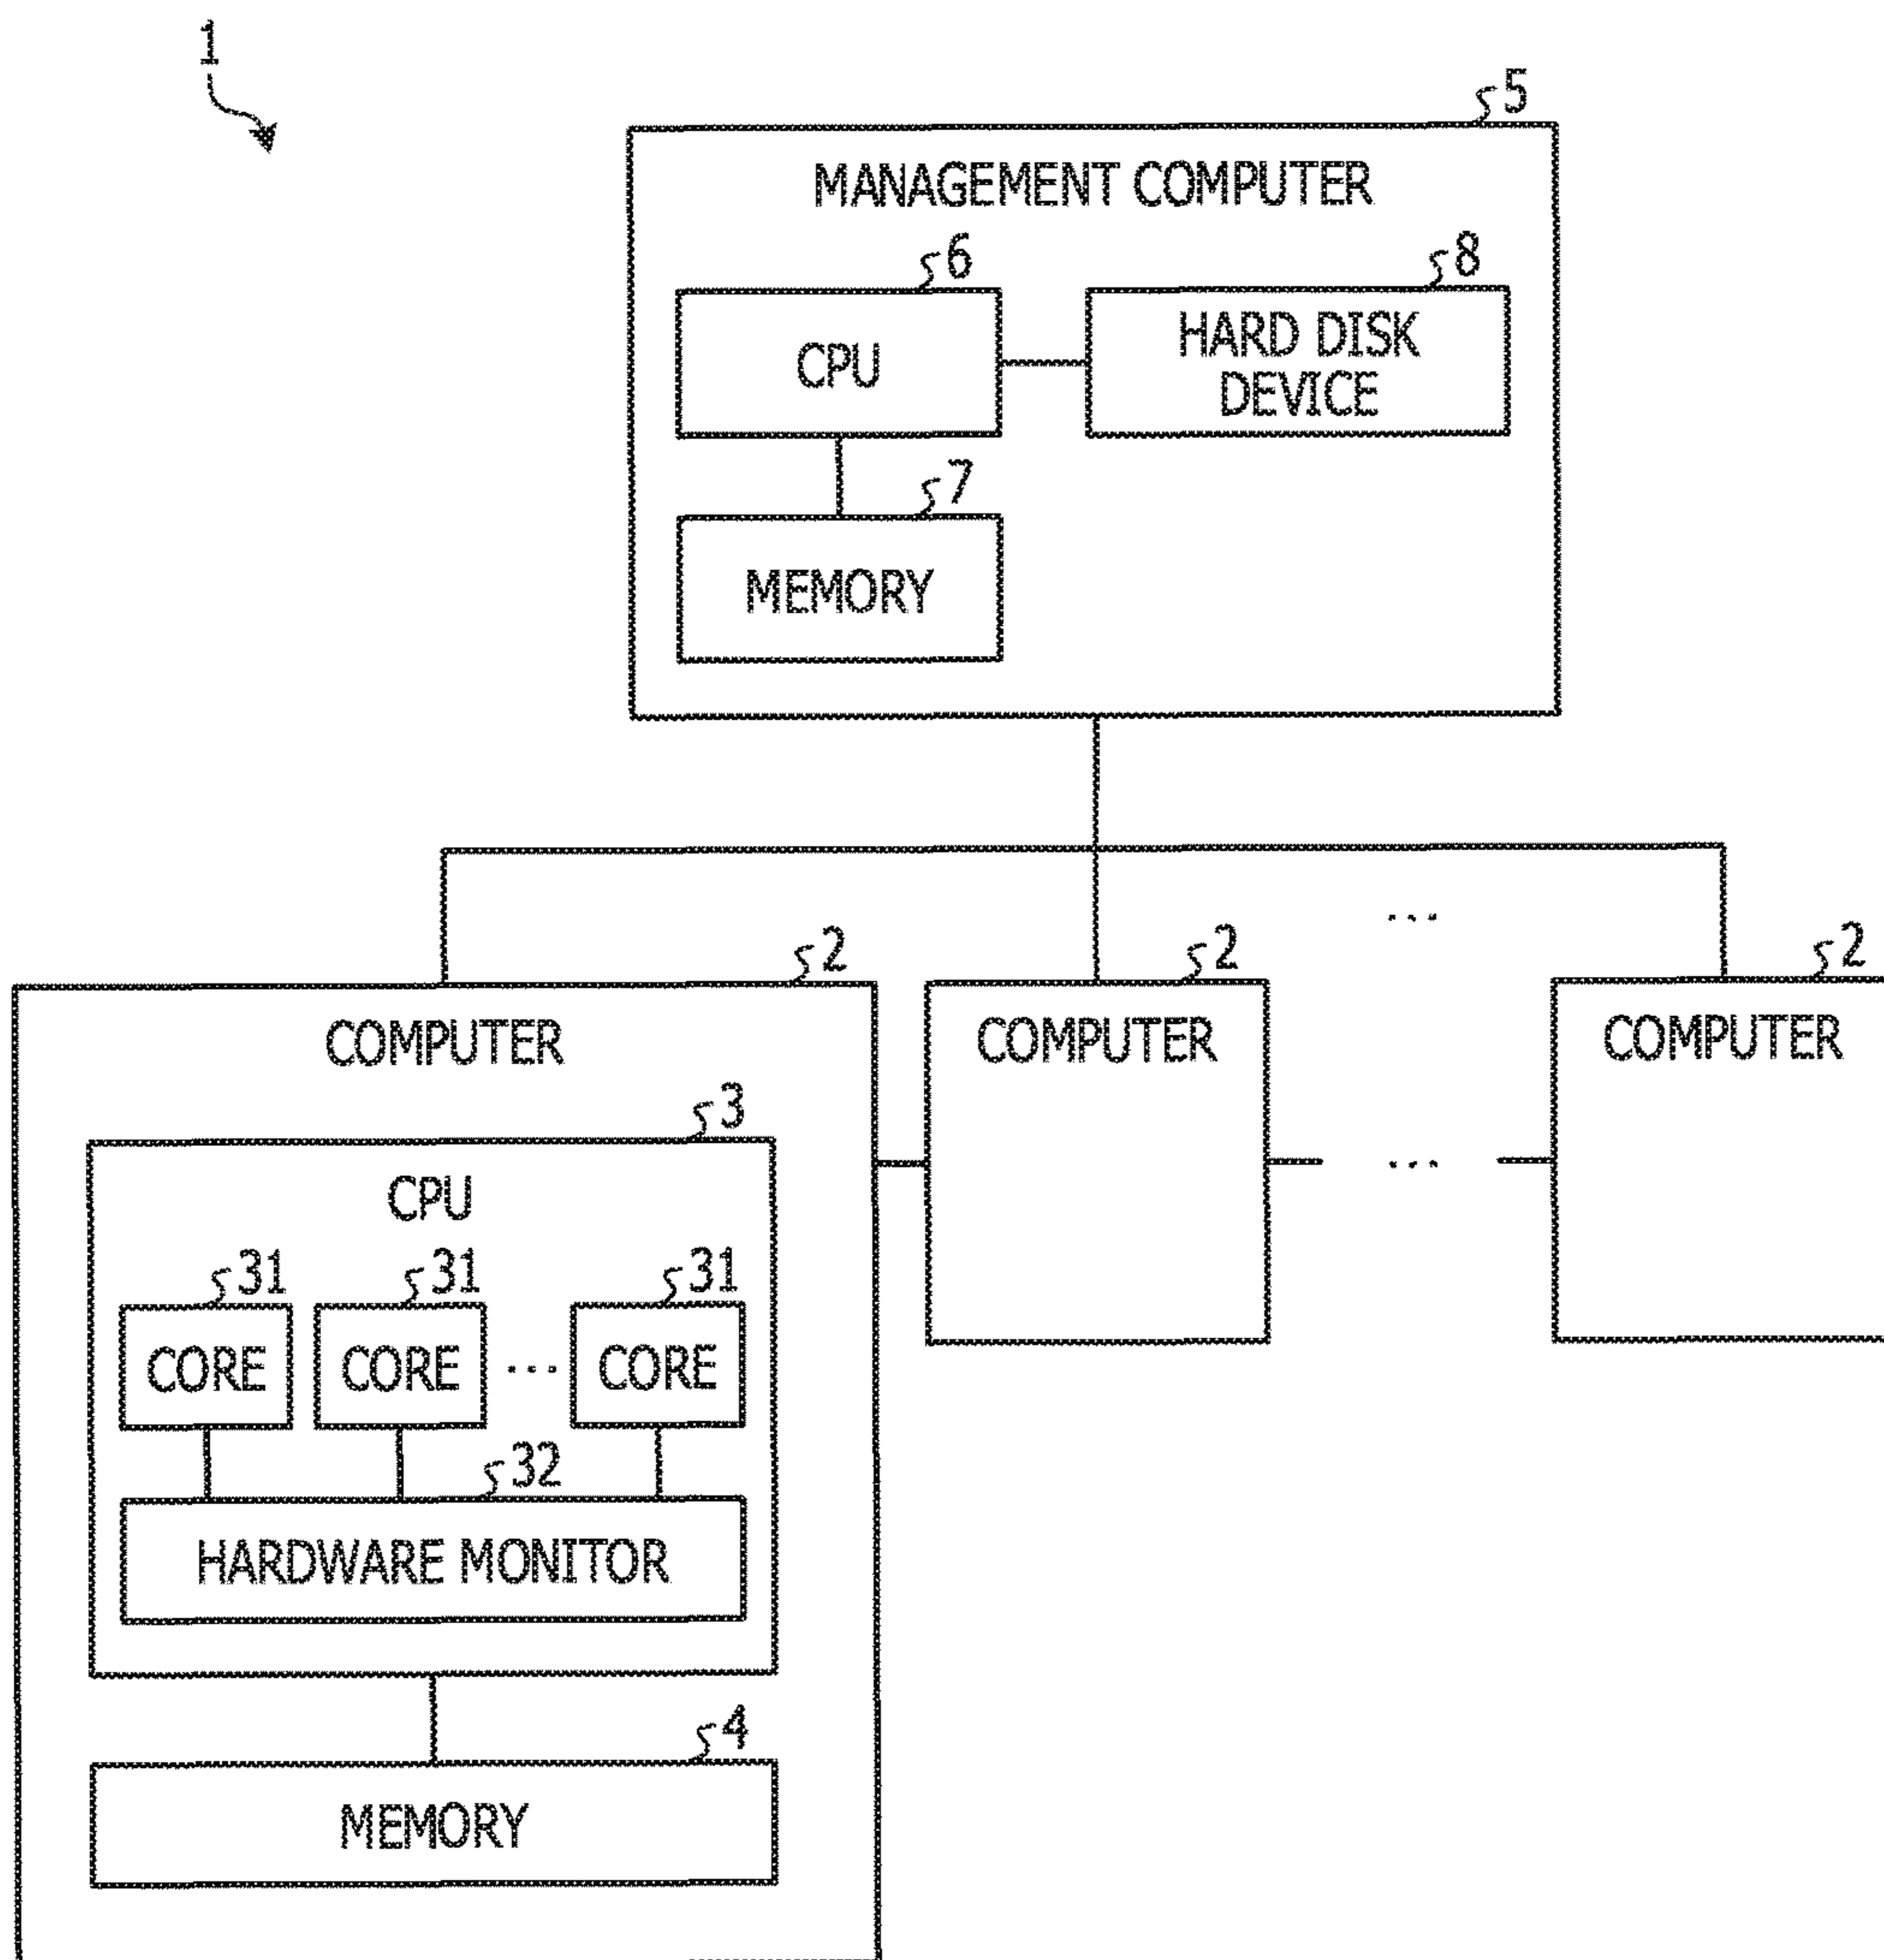 1
5
MANAGEMENT COMPUTER
6
8
CPU
HARD DISK
DEVICE
7
MEMORY
...
2
2
2
COMPUTER
COMPUTER
COMPUTER
3
CPU
...
31
31
31
CORE
CORE
...
CORE
32
HARDWARE MONITOR
4
MEMORY